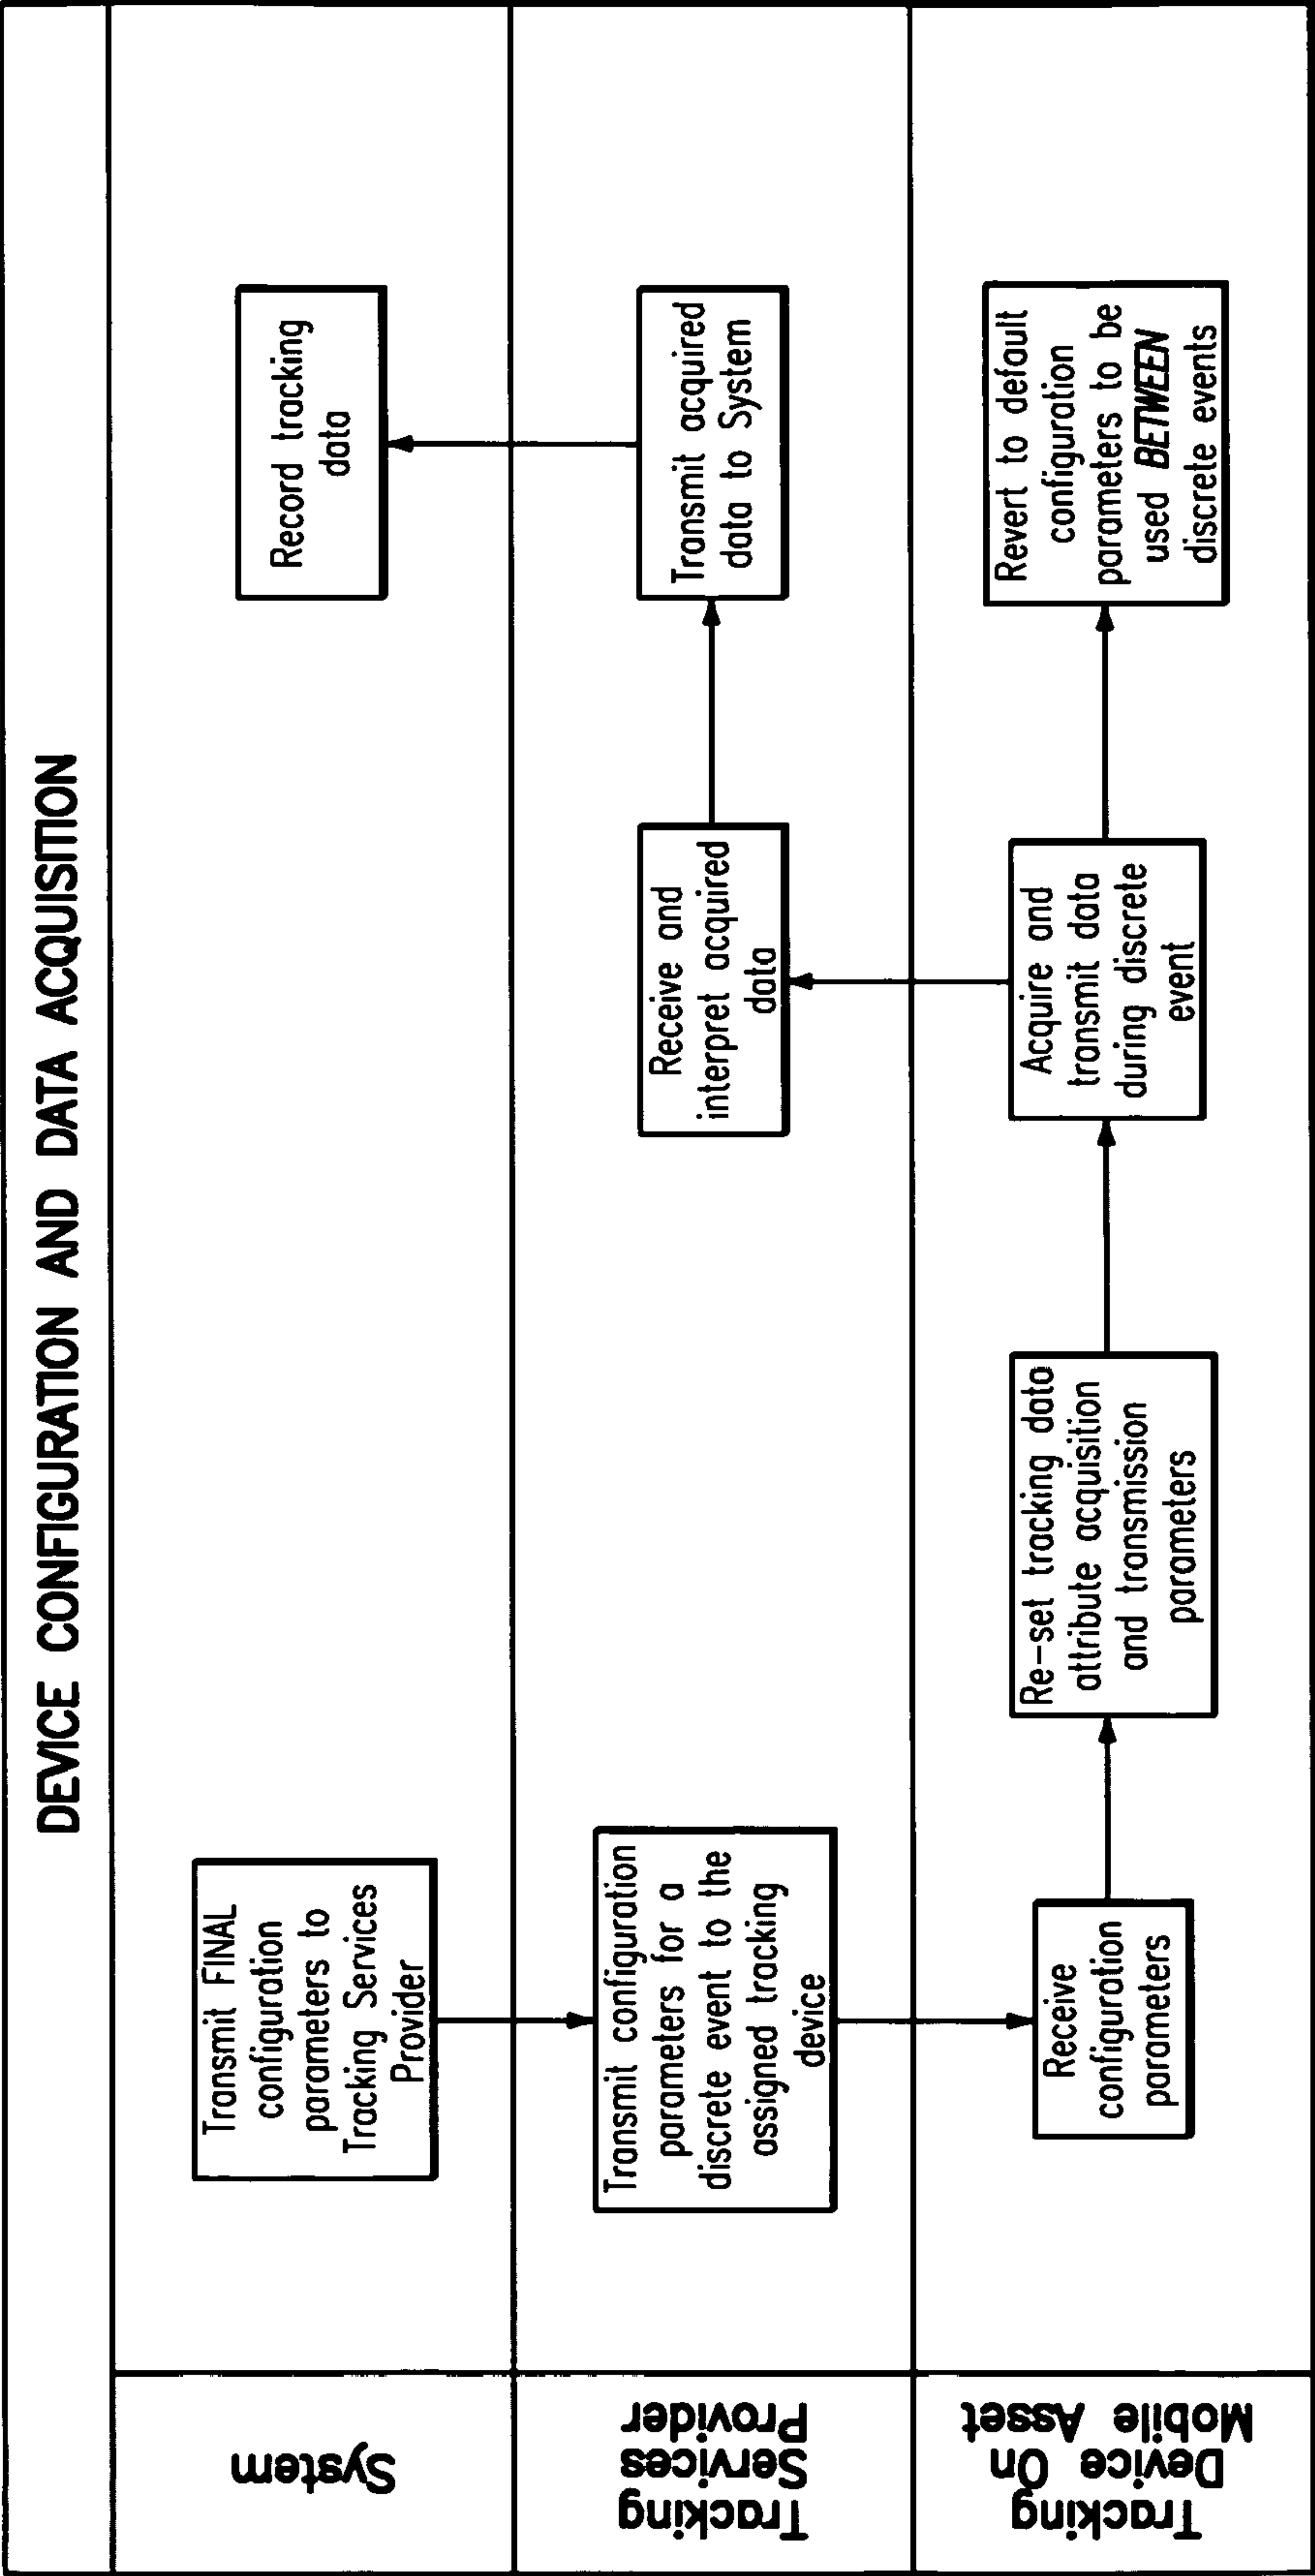 DEVICE CONFIGURATION AND DATA ACQUISITION
System
Transmit FINAL
configuration
parameters to
Tracking Services
Provider
Record tracking
data
Tracking
Services
Provider
Transmit configuration
parameters for a
discrete event to the
assigned tracking
device
Receive and
interpret acquired
data
Transmit acquired
data to System
Tracking
Device On
Mobile Asset
Receive
configuration
parameters
Re-set tracking data
attribute acquisition
and transmission
parameters
Acquire and
transmit data
during discrete
event
Revert to default
configuration
parameters to be
used BETWEEN
discrete events